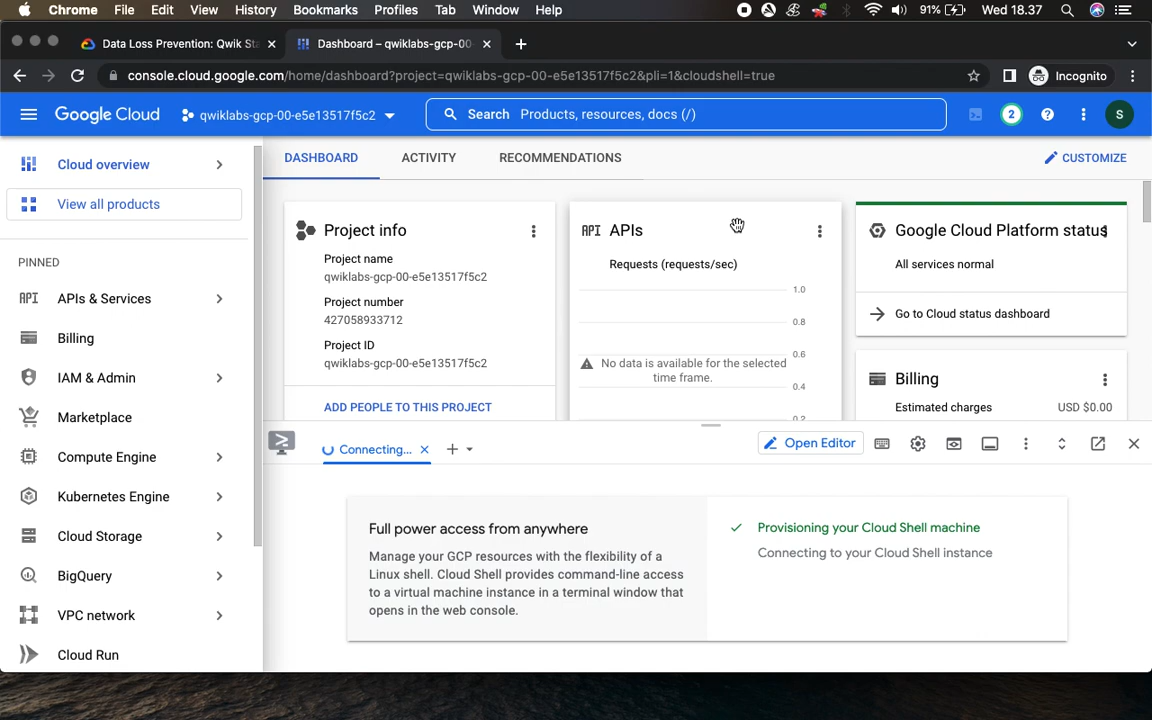 Chrome File Edit View History Bookmarks Profiles Tab Window Help 91% Wed 18.37
Data Loss Prevention: Qwik Sta
Dashboard – qwiklabs-gcp-00
console.cloud.google.com/home/dashboard?project=qwiklabs-gcp-00-e5e13517f5c2&pli=1&cloudshell=true
Incognito
Google Cloud
qwiklabs-gcp-00-e5e13517f5c2
Search Products, resources, docs (/)
2
S
Cloud overview
View all products
PINNED
API APIs & Services
Billing
IAM & Admin
Marketplace
Compute Engine
Kubernetes Engine
Cloud Storage
BigQuery
VPC network
Cloud Run
DASHBOARD ACTIVITY RECOMMENDATIONS
CUSTOMIZE
Project info
Project name
qwiklabs-gcp-00-e5e13517f5c2
Project number
427058933712
Project ID
qwiklabs-gcp-00-e5e13517f5c2
ADD PEOPLE TO THIS PROJECT
API APIs
Requests (requests/sec)
1.0
0.8
0.6
No data is available for the selected
time frame.
0.4
0.2
Google Cloud Platform status
All services normal
Go to Cloud status dashboard
Billing
Estimated charges USD $0.00
Connecting...
Open Editor
Full power access from anywhere
Manage your GCP resources with the flexibility of a
Linux shell. Cloud Shell provides command-line access
to a virtual machine instance in a terminal window that
opens in the web console.
Provisioning your Cloud Shell machine
Connecting to your Cloud Shell instance